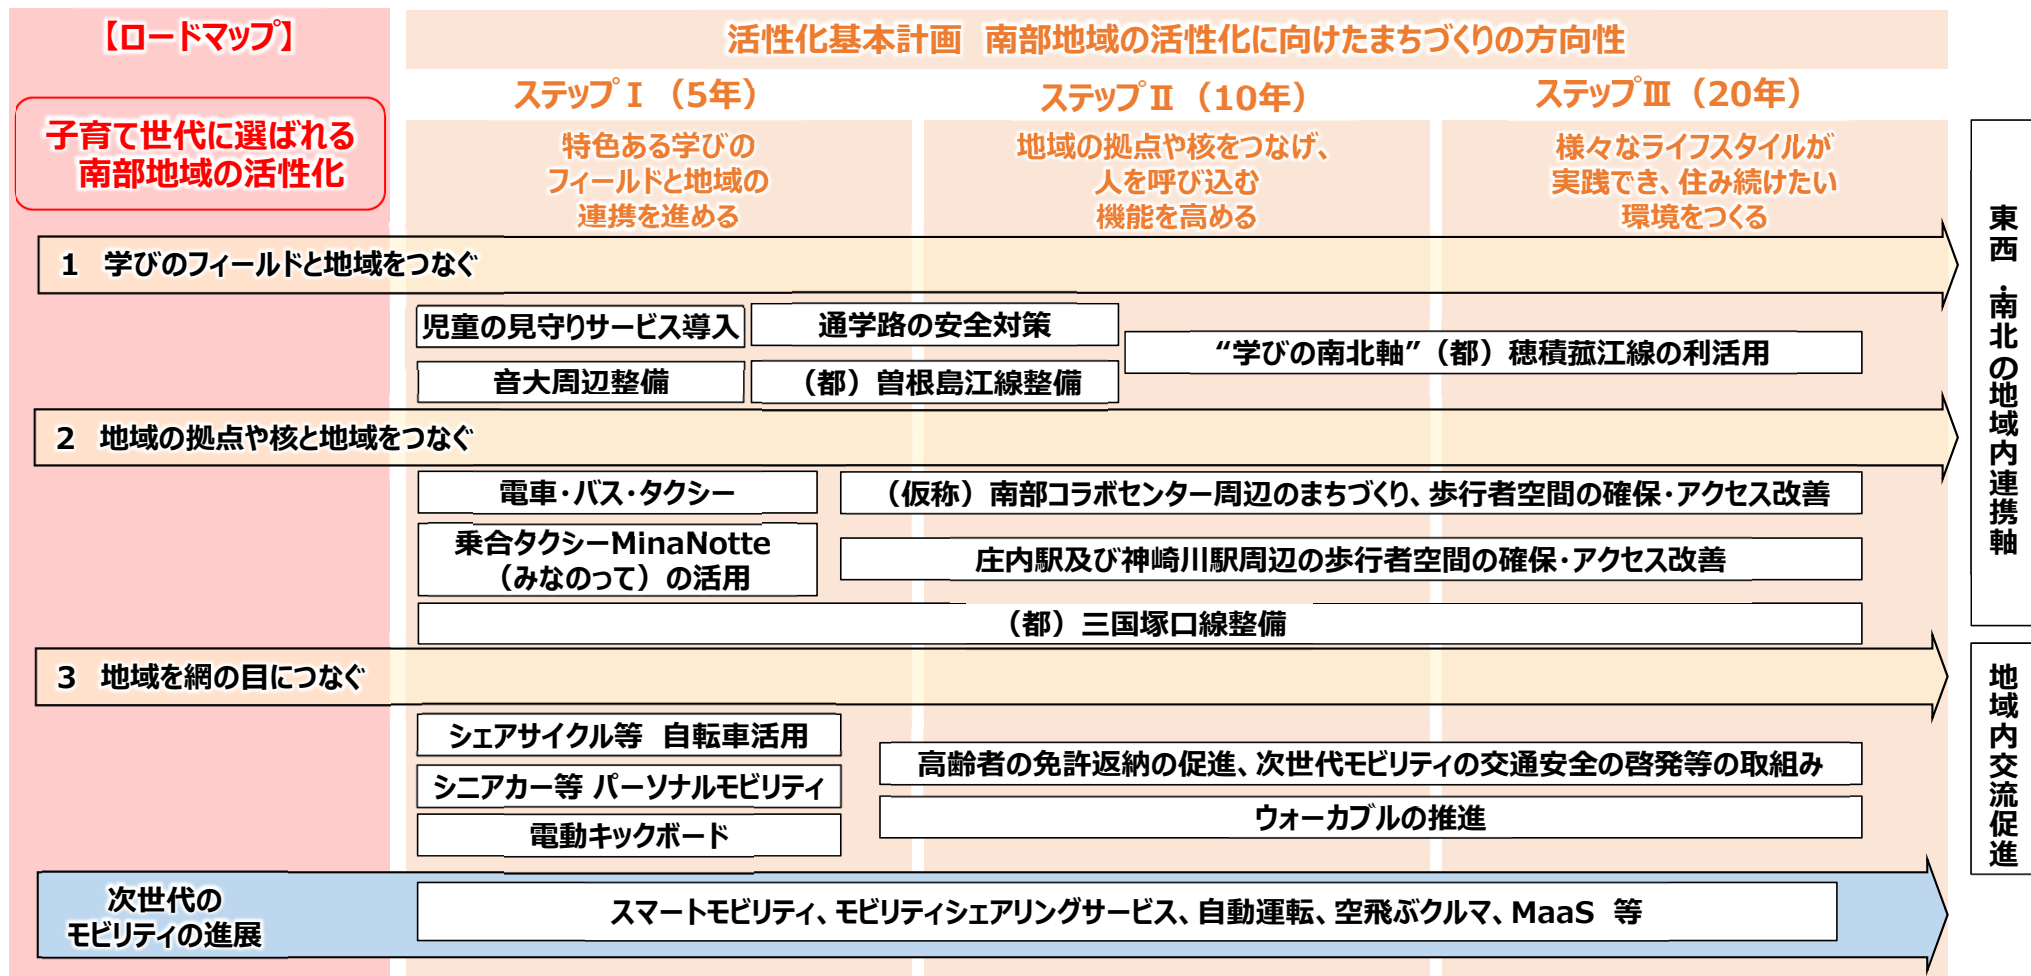 【ロードマップ】
子育て世代に選ばれる
南部地域の活性化
活性化基本計画 南部地域の活性化に向けたまちづくりの方向性
ステップⅠ（5年）
特色ある学びの
フィールドと地域の
連携を進める
ステップⅡ（10年）
地域の拠点や核をつなげ、
人を呼び込む
機能を高める
ステップⅢ（20年）
様々なライフスタイルが
実践でき、住み続けたい
環境をつくる
1 学びのフィールドと地域をつなぐ
児童の見守りサービス導入
通学路の安全対策
“学びの南北軸”（都）穂積菰江線の利活用
音大周辺整備
（都）曽根島江線整備
2 地域の拠点や核と地域をつなぐ
電車・バス・タクシー
（仮称）南部コラボセンター周辺のまちづくり、歩行者空間の確保・アクセス改善
乗合タクシーMinaNotte
（みなのって）の活用
庄内駅及び神崎川駅周辺の歩行者空間の確保・アクセス改善
（都）三国塚口線整備
3 地域を網の目につなぐ
シェアサイクル等 自転車活用
高齢者の免許返納の促進、次世代モビリティの交通安全の啓発等の取組み
シニアカー等 パーソナルモビリティ
ウォーカブルの推進
電動キックボード
次世代の
モビリティの進展
スマートモビリティ、モビリティシェアリングサービス、自動運転、空飛ぶクルマ、MaaS 等
東西・南北の地域内連携軸
地域内交流促進